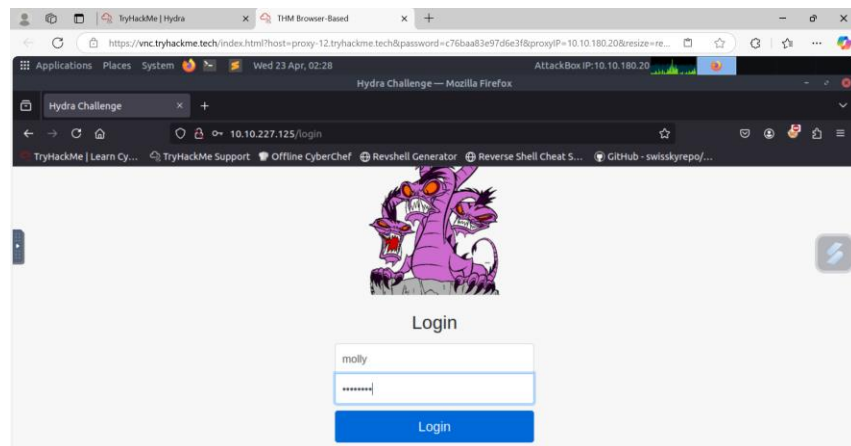 TryHackMe | Hydra
THM Browser-Based
https://vnc.tryhackme.tech/index.html?host=proxy-12.tryhackme.tech&password=c76baa83e97d6e3f&proxyIP=10.10.180.20&resize=re...
Applications Places System Wed 23 Apr, 02:28 AttackBox IP:10.10.180.20
Hydra Challenge — Mozilla Firefox
Hydra Challenge
10.10.227.125/login
TryHackMe | Learn Cy... TryHackMe Support Offline CyberChef Revshell Generator Reverse Shell Cheat S... GitHub - swisskyrepo/...
Login
molly
Login